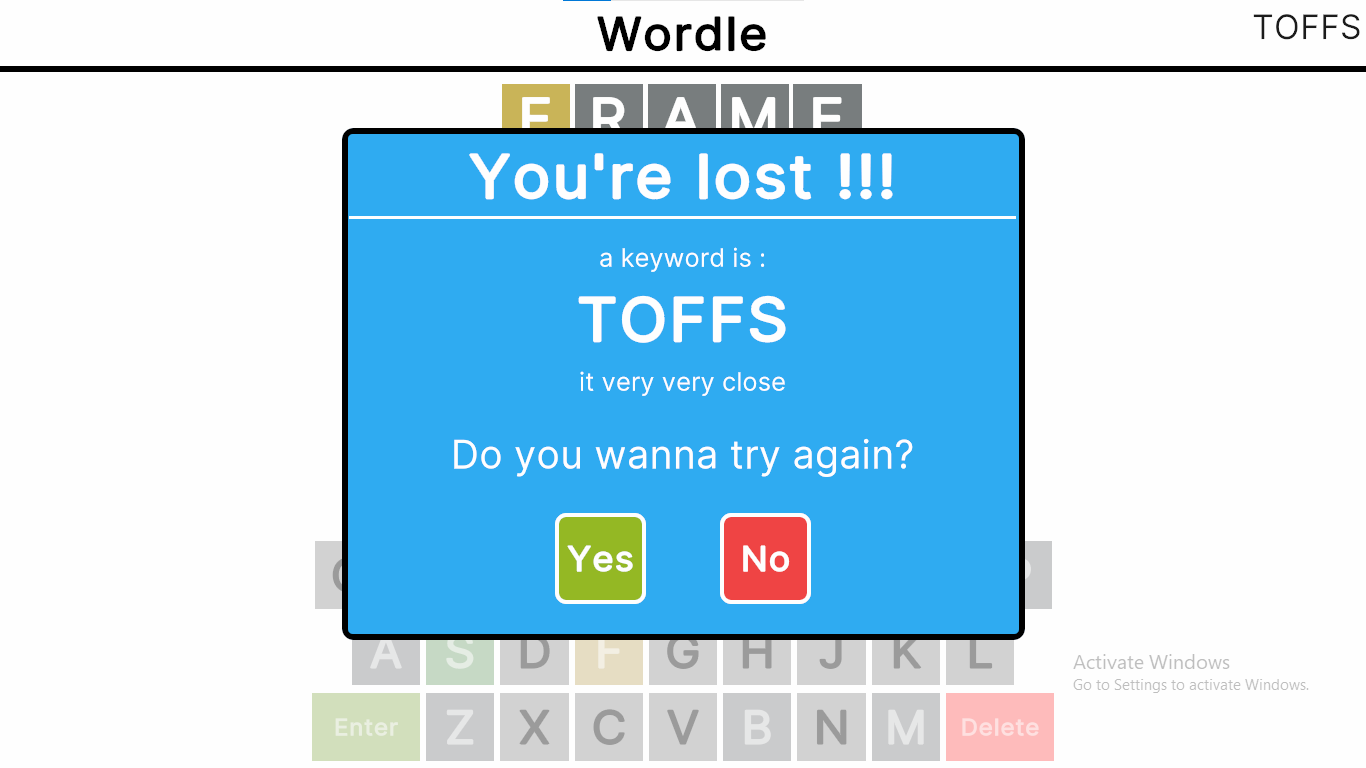 Wordle
TOFFS
FRAME
You're lost !!!
a keyword is :
TOFFS
it very very close
Do you wanna try again?
Yes No
A S D F G H J K L
Activate Windows
Go to Settings to activate Windows.
Enter Z X C V B N M Delete